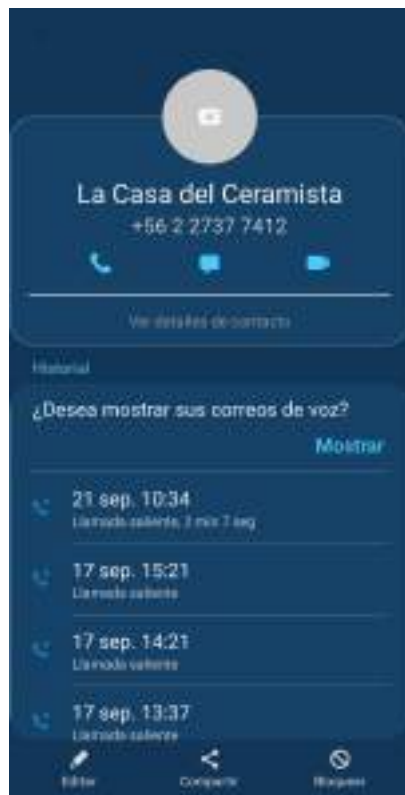 La Casa del Ceramista
+56 2 2737 7412
Ver detalles de contacto
Historial
¿Desea mostrar sus correos de voz?
Mostrar
21 sep. 10:34
Llamada saliente, min 7 seg
17 sep. 15:21
Llamada saliente
17 sep. 14:21
Llamada saliente
17 sep. 13:37
Llamada saliente
Editar
Compartir
Bloquear